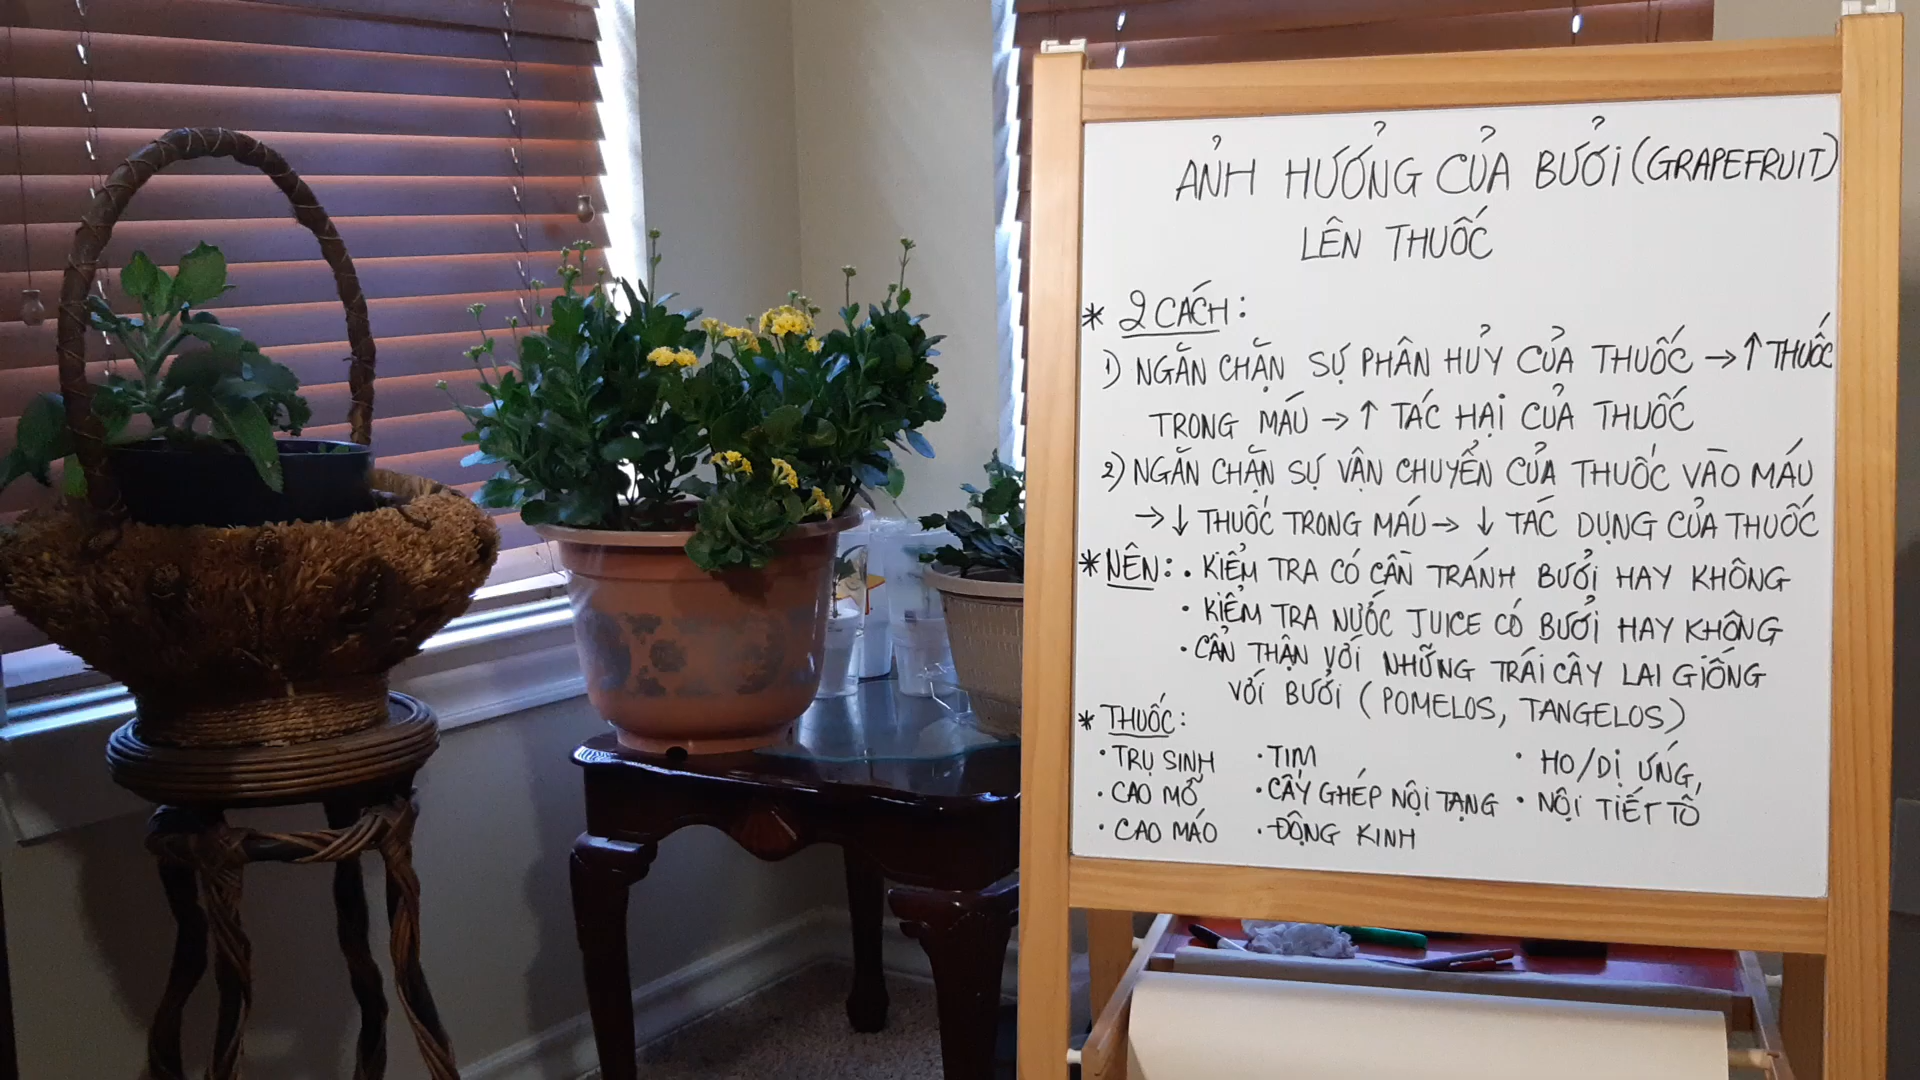 ẢNH HƯỞNG CỦA BƯỞI (GRAPEFRUIT)
LÊN THUỐC
* 2 CÁCH:
1) NGĂN CHẶN SỰ PHÂN HỦY CỦA THUỐC → ↑ THUỐC
TRONG MÁU → ↑ TÁC HẠI CỦA THUỐC
2) NGĂN CHẶN SỰ VẬN CHUYỂN CỦA THUỐC VÀO MÁU
→ ↓ THUỐC TRONG MÁU → ↓ TÁC DỤNG CỦA THUỐC
* NÊN: • KIỂM TRA CÓ CẦN TRÁNH BƯỞI HAY KHÔNG
• KIỂM TRA NƯỚC JUICE CÓ BƯỞI HAY KHÔNG
• CẨN THẬN VỚI NHỮNG TRÁI CÂY LAI GIỐNG
VỚI BƯỞI (POMELOS, TANGELOS)
* THUỐC:
• TRỤ SINH • TIM • HO/DỊ ỨNG,
• CAO MỠ • CẤY GHÉP NỘI TẠNG • NỘI TIẾT TỐ
• CAO MÁO • ĐỘNG KINH